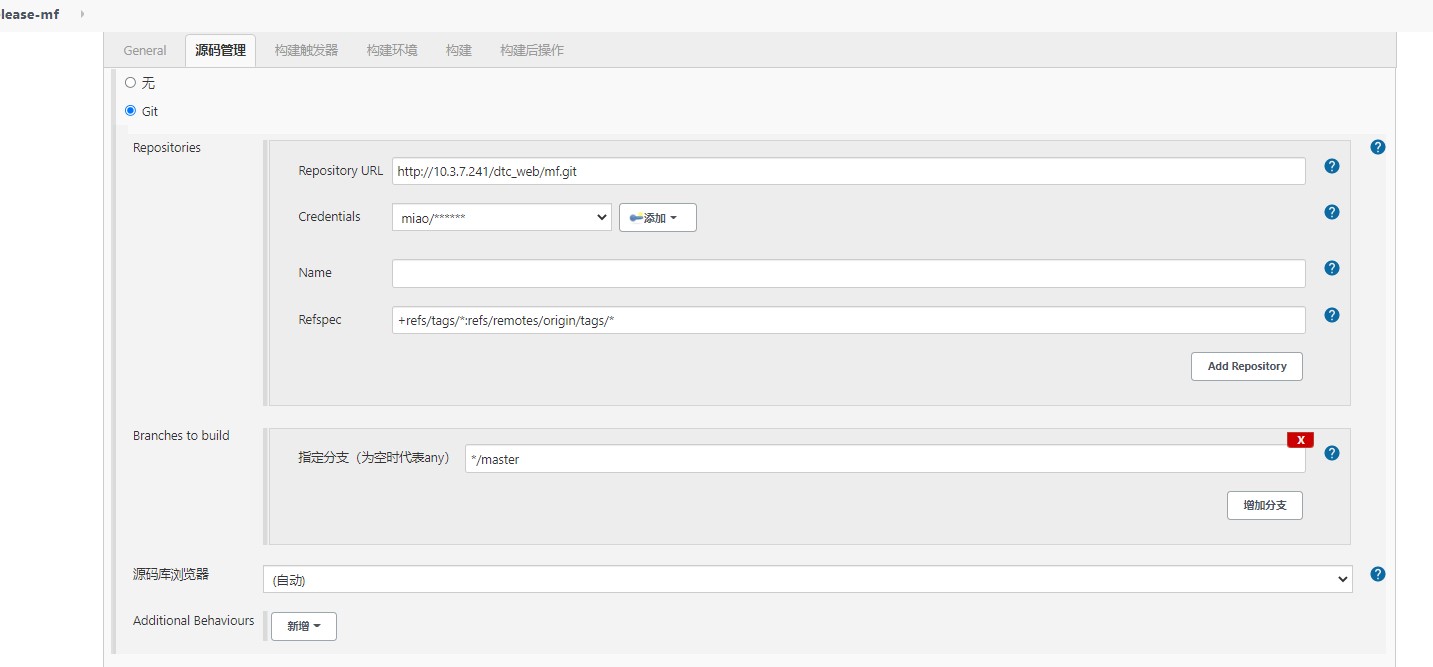 lease-mf
General 源码管理 构建触发器 构建环境 构建 构建后操作
无
Git
Repositories
Repository URL http://10.3.7.241/dtc_web/mf.git
Credentials miao/****** 添加
Name
Refspec +refs/tags/*:refs/remotes/origin/tags/*
Add Repository
Branches to build
X
指定分支（为空时代表any） */master
增加分支
源码库浏览器 (自动)
Additional Behaviours 新增